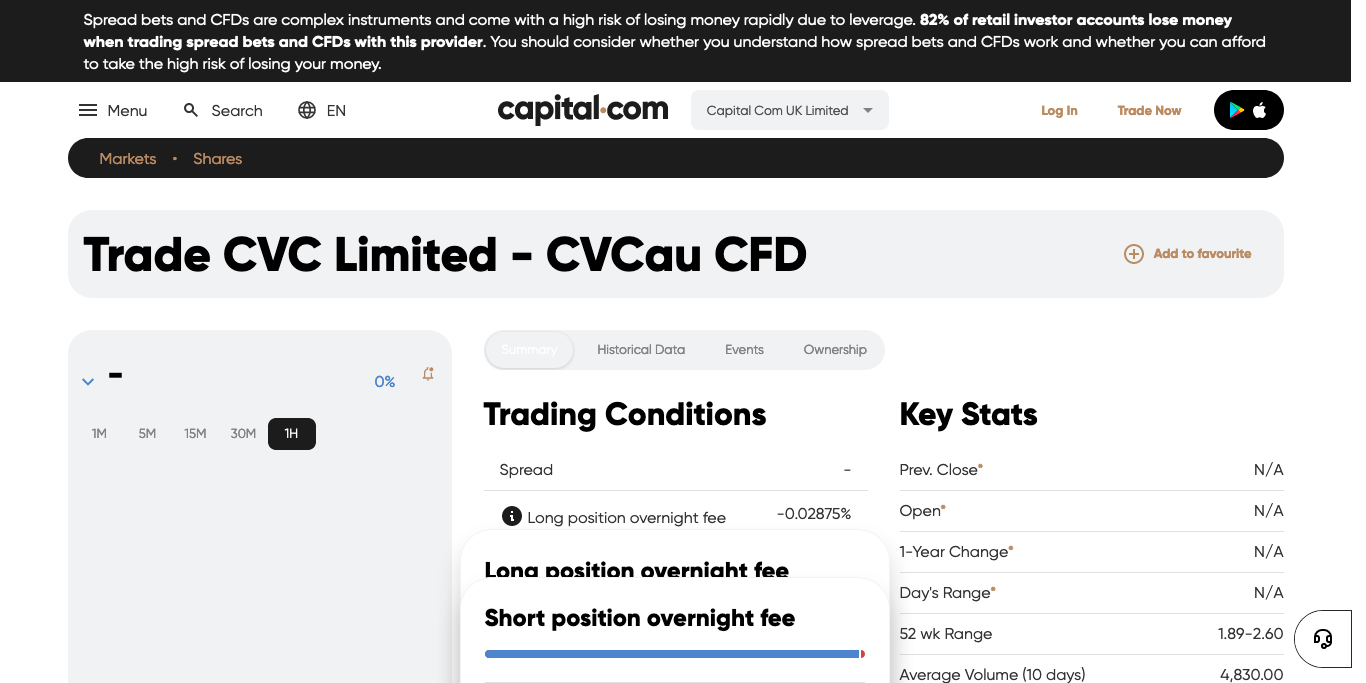 Spread bets and CFDs are complex instruments and come with a high risk of losing money rapidly due to leverage. 82% of retail investor accounts lose money
when trading spread bets and CFDs with this provider. You should consider whether you understand how spread bets and CFDs work and whether you can afford
to take the high risk of losing your money.
Menu Search EN capital.com Capital Com UK Limited Log In Trade Now
Markets • Shares
Trade CVC Limited - CVCau CFD Add to favourite
- 0%
1M 5M 15M 30M 1H
Summary Historical Data Events Ownership
Trading Conditions
Spread -
Long position overnight fee -0.02875%
Long position overnight fee
Short position overnight fee
Key Stats
Prev. Close* N/A
Open* N/A
1-Year Change* N/A
Day's Range* N/A
52 wk Range 1.89-2.60
Average Volume (10 days) 4,830.00